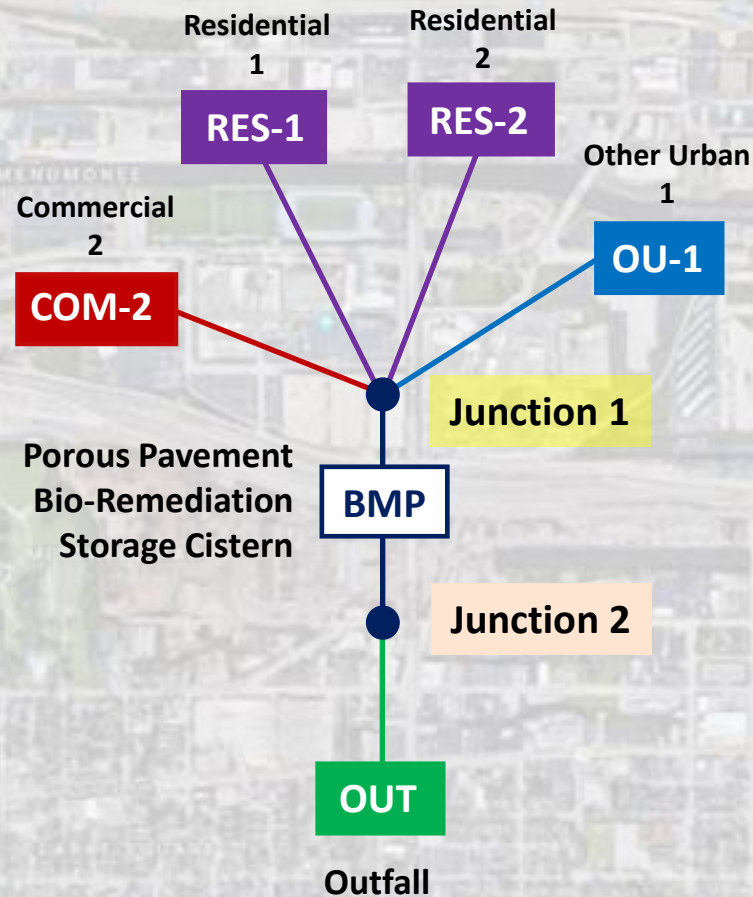 Residential
1
Residential
2
RES-1
RES-2
Other Urban
1
Commercial
2
OU-1
COM-2
Junction 1
Porous Pavement
Bio-Remediation
Storage Cistern
BMP
Junction 2
OUT
Outfall